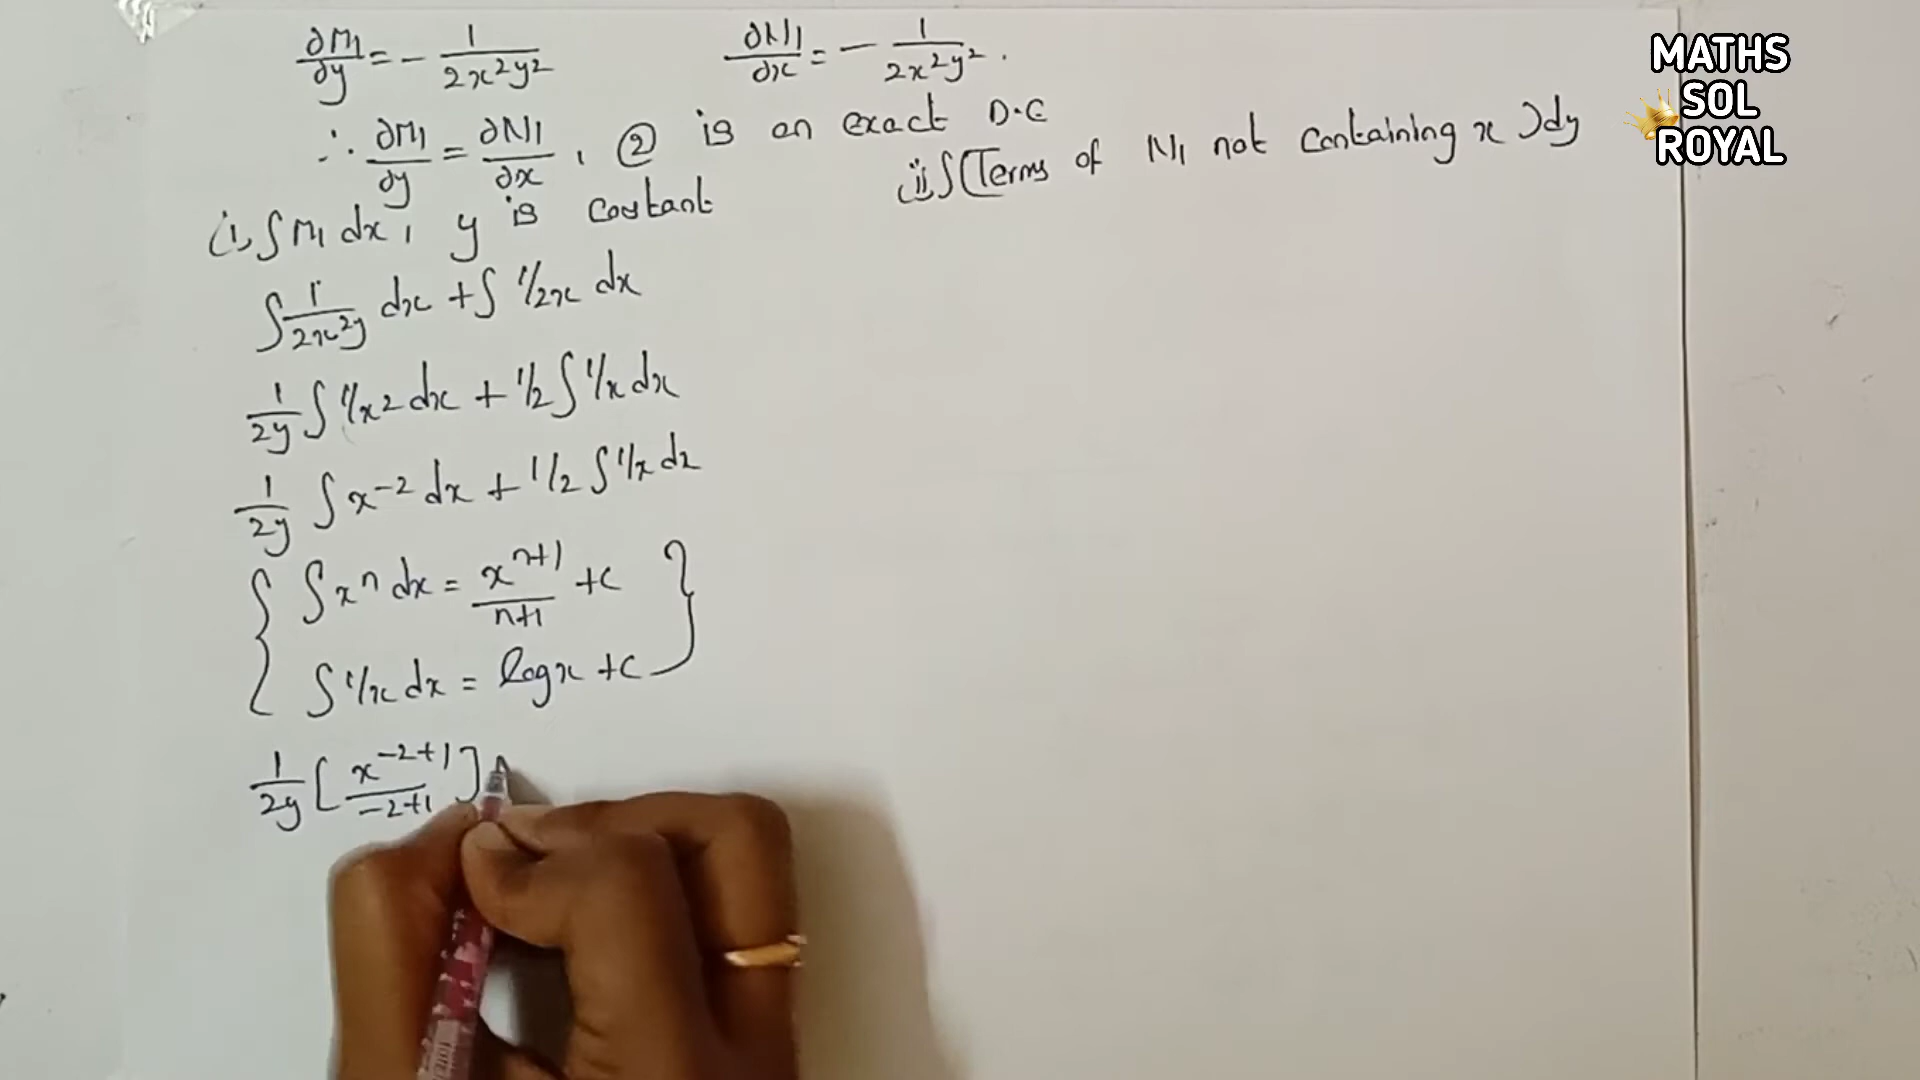 ∂M₁/∂y = - 1/2x²y²    ∂N₁/∂x = - 1/2x²y².
∴ ∂M₁/∂y = ∂N₁/∂x, ② is an exact D.E
(i) ∫M₁ dx, y is constant
(ii) ∫(Terms of N₁ not containing x)dy
∫ 1/2x²y dx + ∫ 1/2x dx
1/2y ∫ 1/x² dx + 1/2 ∫ 1/x dx
1/2y ∫ x⁻² dx + 1/2 ∫ 1/x dx
{ ∫ xⁿ dx = xⁿ⁺¹/n+1 + c
∫ 1/x dx = log x + c }
1/2y [ x⁻²⁺¹/-2+1 ]
MATHS
SOL
ROYAL